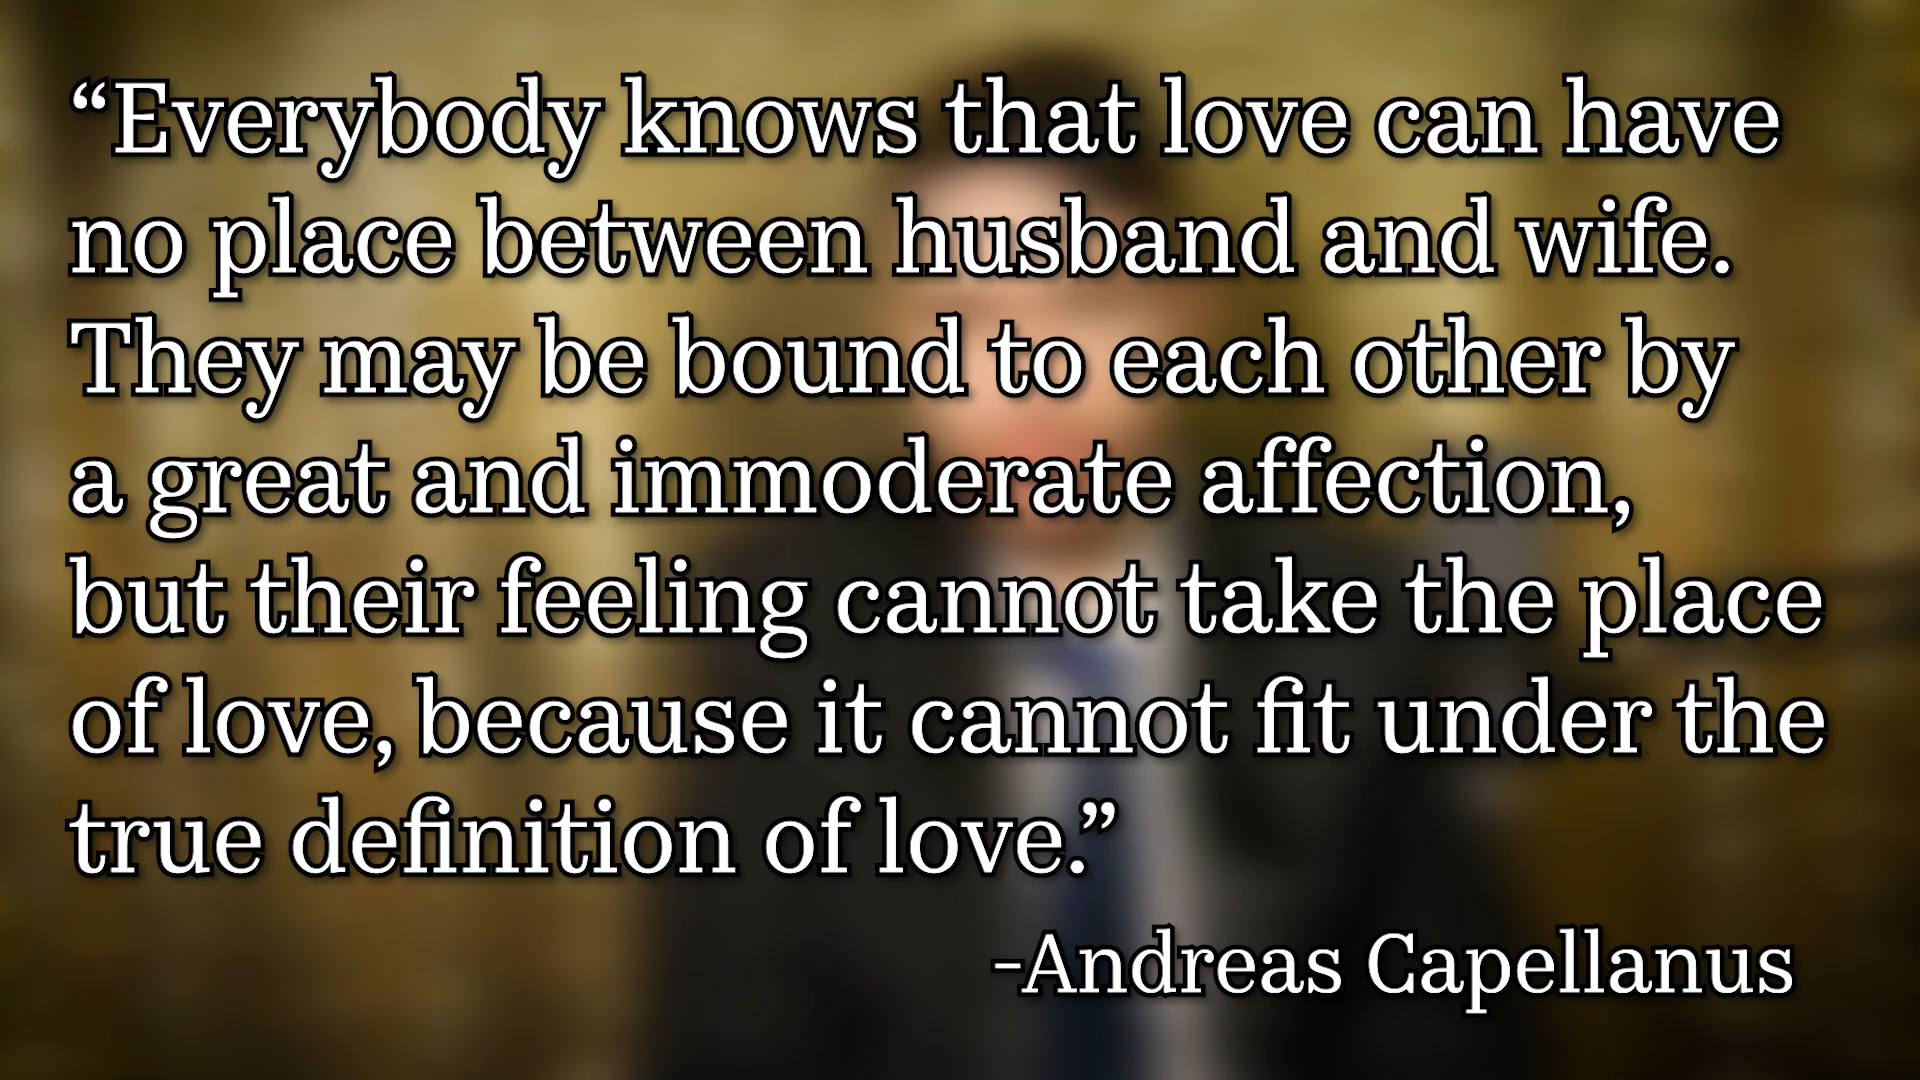 “Everybody knows that love can have
no place between husband and wife.
They may be bound to each other by
a great and immoderate affection,
but their feeling cannot take the place
of love, because it cannot fit under the
true definition of love.”
–Andreas Capellanus